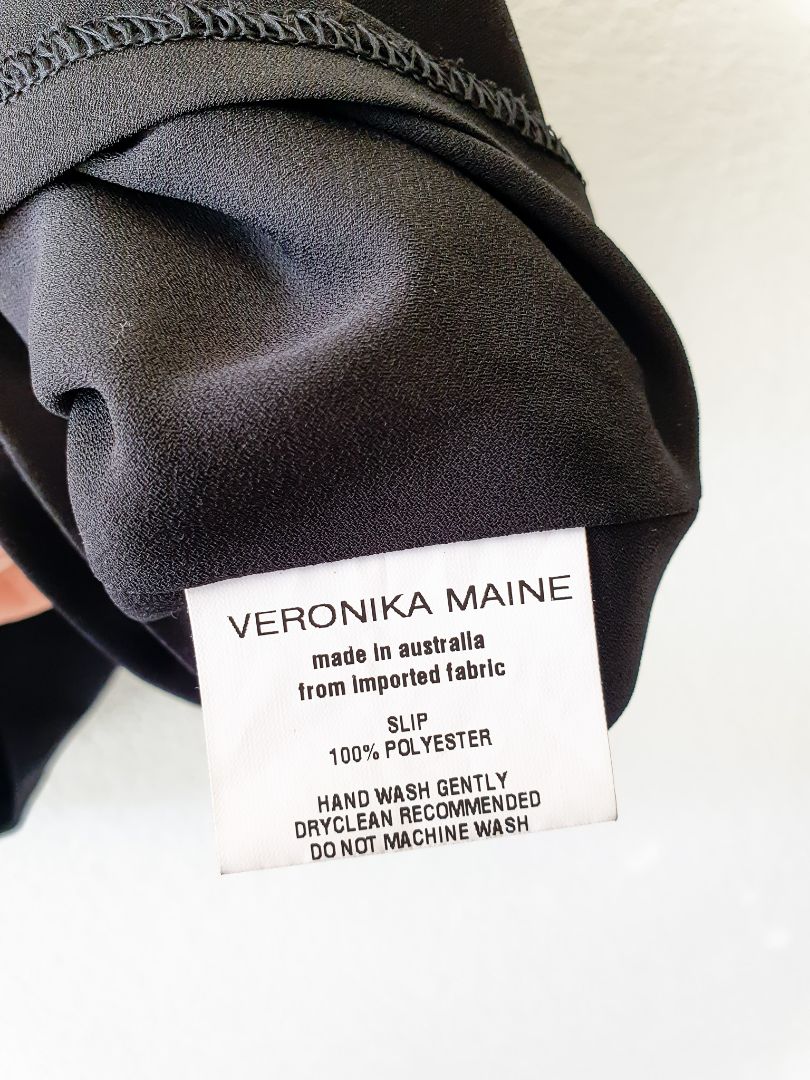 VERONIKA MAINE
made in australia
from imported fabric
SLIP
100% POLYESTER
HAND WASH GENTLY
DRYCLEAN RECOMMENDED
DO NOT MACHINE WASH